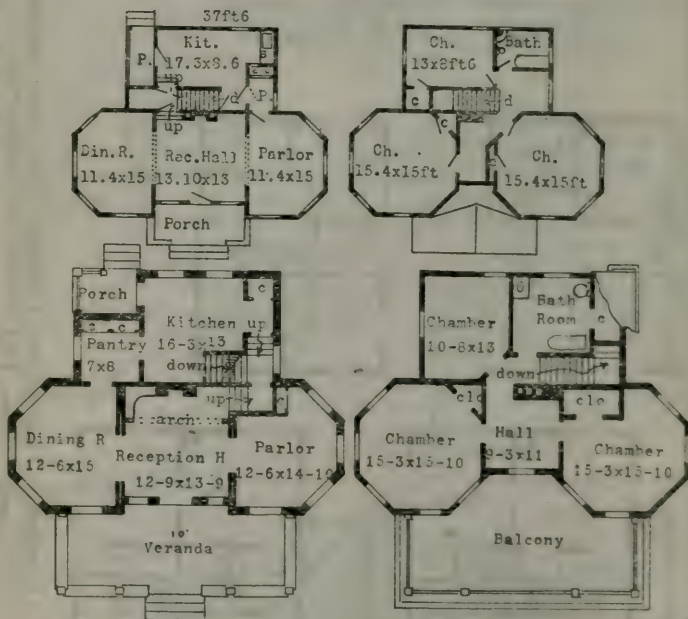 37ft6
Kit.
17.3x8.6
P.
up
s
d
P.
up
Din.R.
11.4x15
Rec.Hall
13.10x13
Parlor
11.4x15
Porch
Ch.
13x8ft6
Bath
c
d
c
Ch.
15.4x15ft
c
Ch.
15.4x15ft
Porch
c
Kitchen up
16-3x13
c c
Pantry
7x8
down
up
c
arch
Dining R
12-6x15
Reception H
12-9x13-9
Parlor
12-6x14-10
10'
Veranda
Chamber
10-8x13
Bath
Room
c
down
clo
clo
Chamber
15-3x15-10
Hall
9-3x11
Chamber
15-3x15-10
Balcony